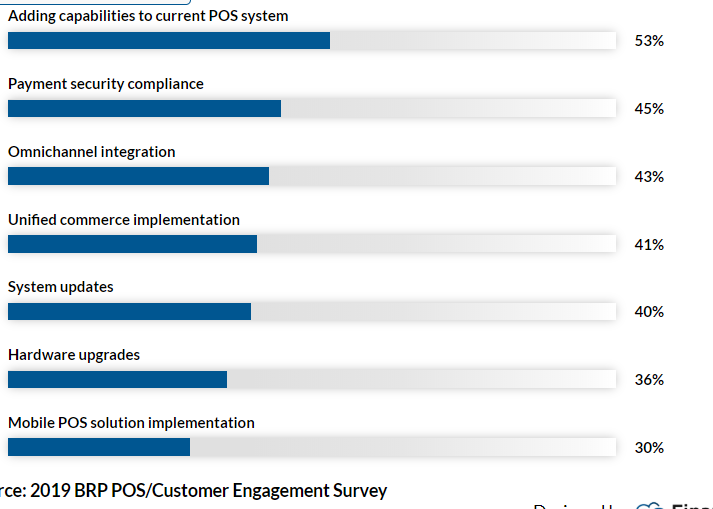 Adding capabilities to current POS system
53%
Payment security compliance
45%
Omnichannel integration
43%
Unified commerce implementation
41%
System updates
40%
Hardware upgrades
36%
Mobile POS solution implementation
30%
rce: 2019 BRP POS/Customer Engagement Survey